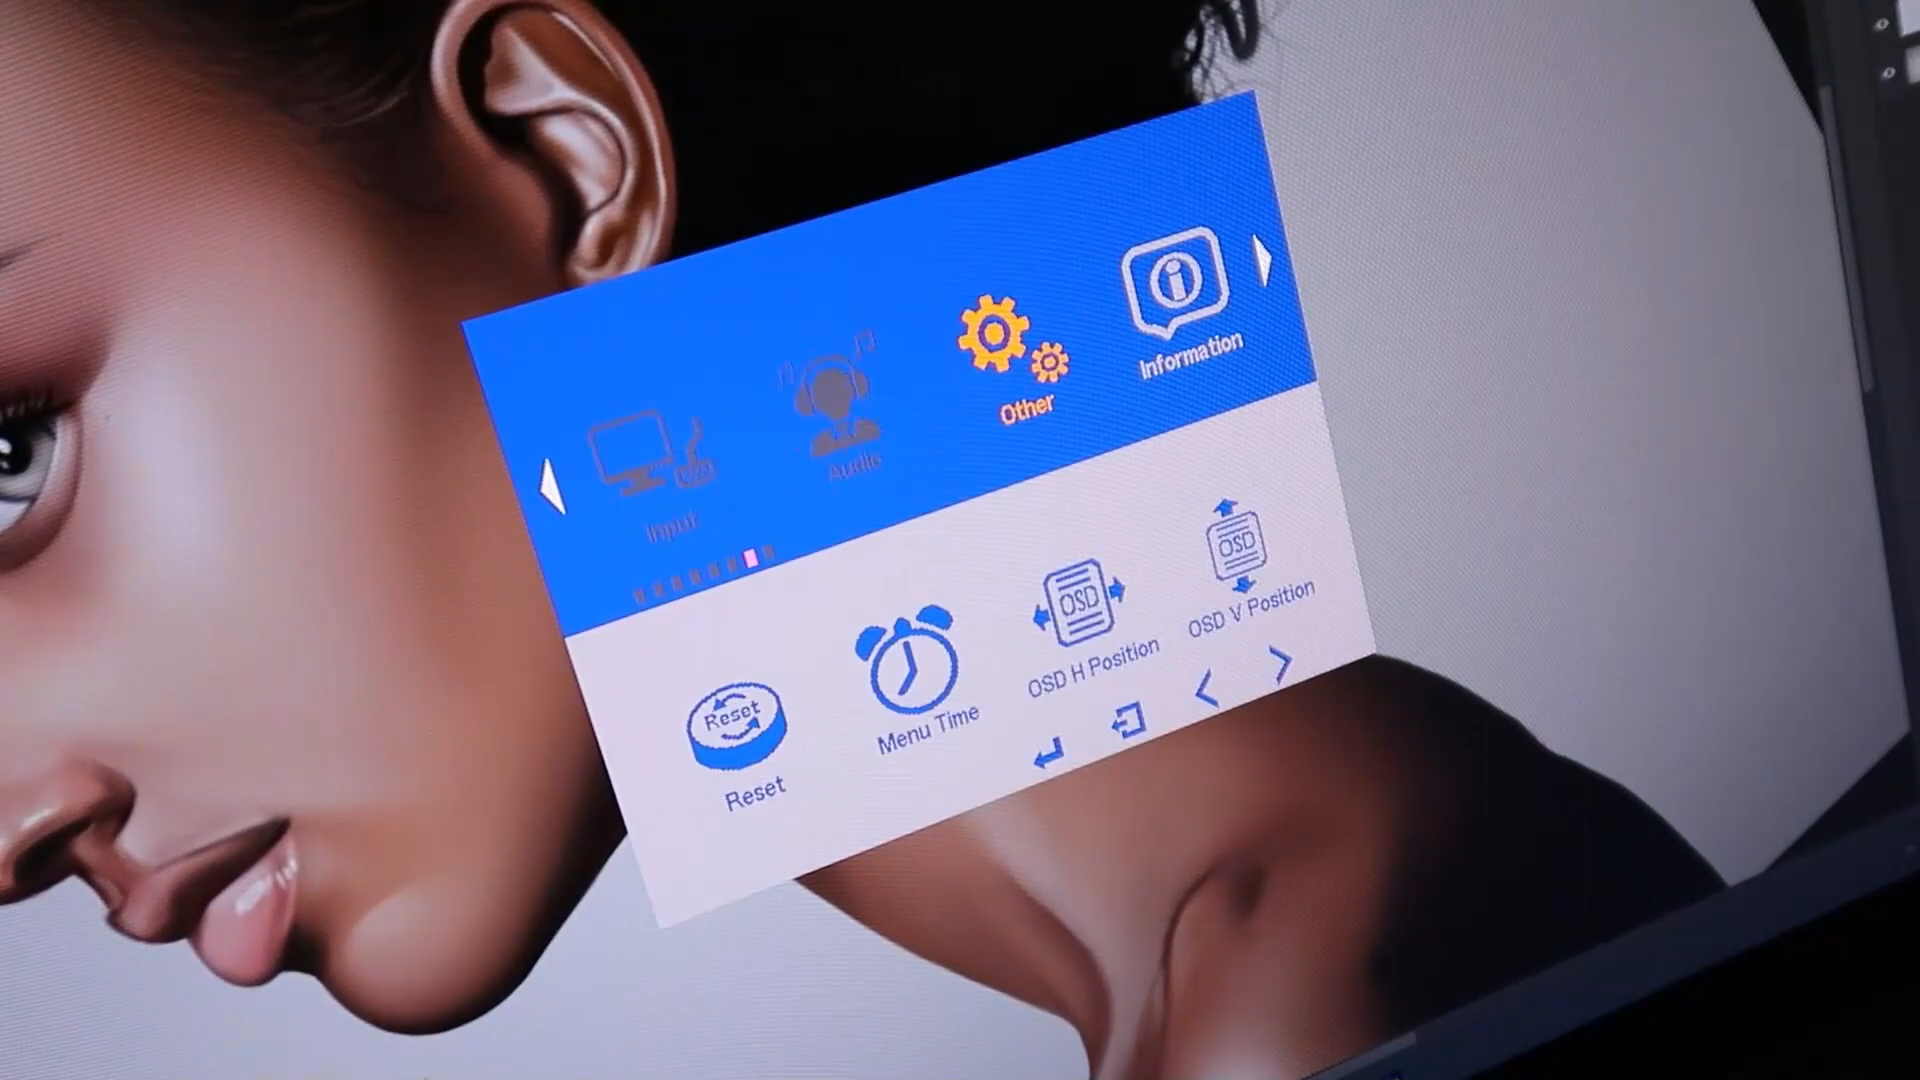 Input
Audio
Other
Information
Reset
Reset
Menu Time
OSD
OSD H Position
OSD
OSD V Position